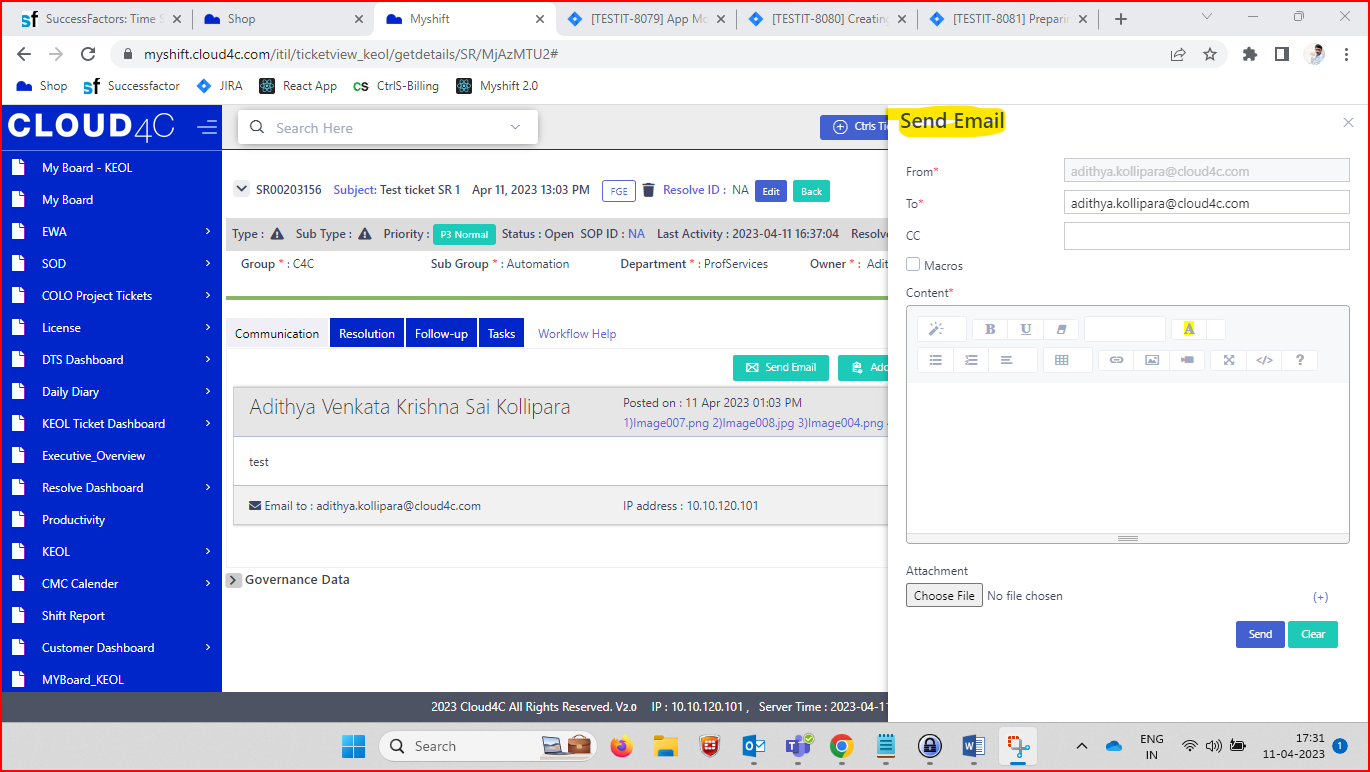 SuccessFactors: Time S
Shop
Myshift
[TESTIT-8079] App Mo
[TESTIT-8080] Creatin
[TESTIT-8081] Preparin
myshift.cloud4c.com/itil/ticketview_keol/getdetails/SR/MjAzMTU2#
Shop
Successfactor
JIRA
React App
CtrlS-Billing
Myshift 2.0
CLOUD4C
Search Here
Ctrls Tic
My Board - KEOL
My Board
EWA
SOD
COLO Project Tickets
License
DTS Dashboard
Daily Diary
KEOL Ticket Dashboard
Executive_Overview
Resolve Dashboard
Productivity
KEOL
CMC Calender
Shift Report
Customer Dashboard
MYBoard_KEOL
SR00203156 Subject: Test ticket SR 1 Apr 11, 2023 13:03 PM FGE Resolve ID : NA Edit Back
Type : Sub Type : Priority : P3 Normal Status : Open SOP ID : NA Last Activity : 2023-04-11 16:37:04 Resolve
Group * : C4C Sub Group * : Automation Department * : ProfServices Owner * : Adit
Communication Resolution Follow-up Tasks Workflow Help
Send Email Add
Adithya Venkata Krishna Sai Kollipara
Posted on : 11 Apr 2023 01:03 PM
1)Image007.png 2)Image008.jpg 3)Image004.png 4
test
Email to : adithya.kollipara@cloud4c.com IP address : 10.10.120.101
Governance Data
Send Email
From* adithya.kollipara@cloud4c.com
To* adithya.kollipara@cloud4c.com
CC
Macros
Content*
B U A
</> ?
Attachment
Choose File No file chosen (+)
Send Clear
2023 Cloud4C All Rights Reserved. V2.0 IP : 10.10.120.101 , Server Time : 2023-04-11
Search
ENG
IN
17:31
11-04-2023
1